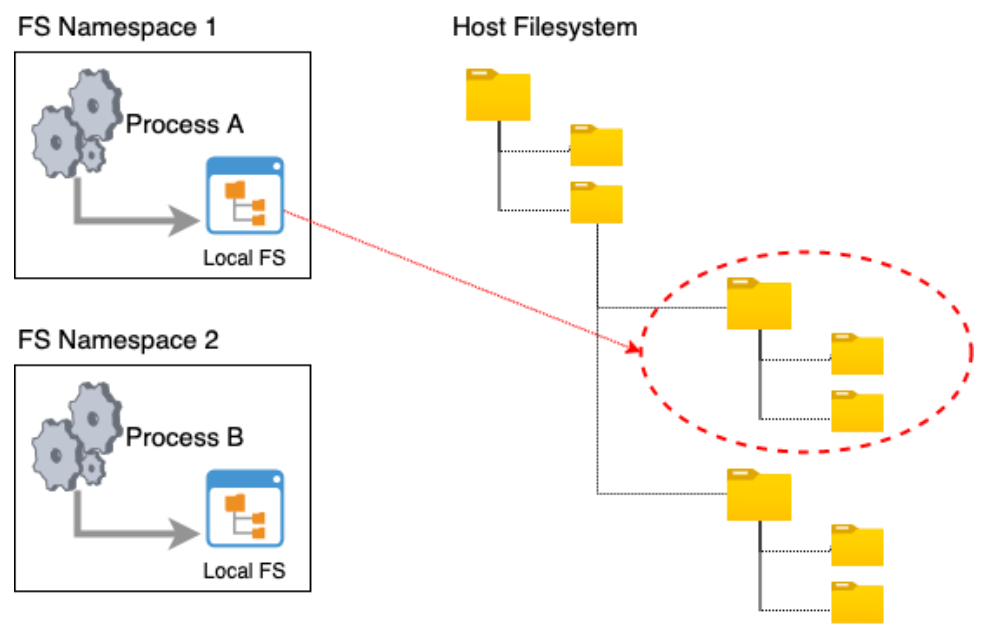 FS Namespace 1
Host Filesystem
Process A
Local FS
FS Namespace 2
Process B
Local FS